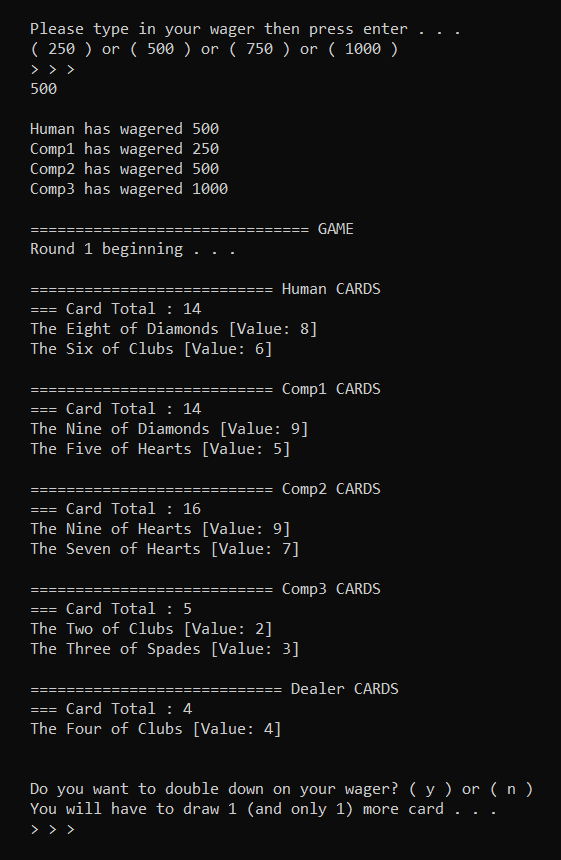 Please type in your wager then press enter . . .
( 250 ) or ( 500 ) or ( 750 ) or ( 1000 )
> > >
500
Human has wagered 500
Comp1 has wagered 250
Comp2 has wagered 500
Comp3 has wagered 1000
=============================== GAME
Round 1 beginning . . .
=========================== Human CARDS
=== Card Total : 14
The Eight of Diamonds [Value: 8]
The Six of Clubs [Value: 6]
=========================== Comp1 CARDS
=== Card Total : 14
The Nine of Diamonds [Value: 9]
The Five of Hearts [Value: 5]
=========================== Comp2 CARDS
=== Card Total : 16
The Nine of Hearts [Value: 9]
The Seven of Hearts [Value: 7]
=========================== Comp3 CARDS
=== Card Total : 5
The Two of Clubs [Value: 2]
The Three of Spades [Value: 3]
============================ Dealer CARDS
=== Card Total : 4
The Four of Clubs [Value: 4]
Do you want to double down on your wager? ( y ) or ( n )
You will have to draw 1 (and only 1) more card . . .
> > >